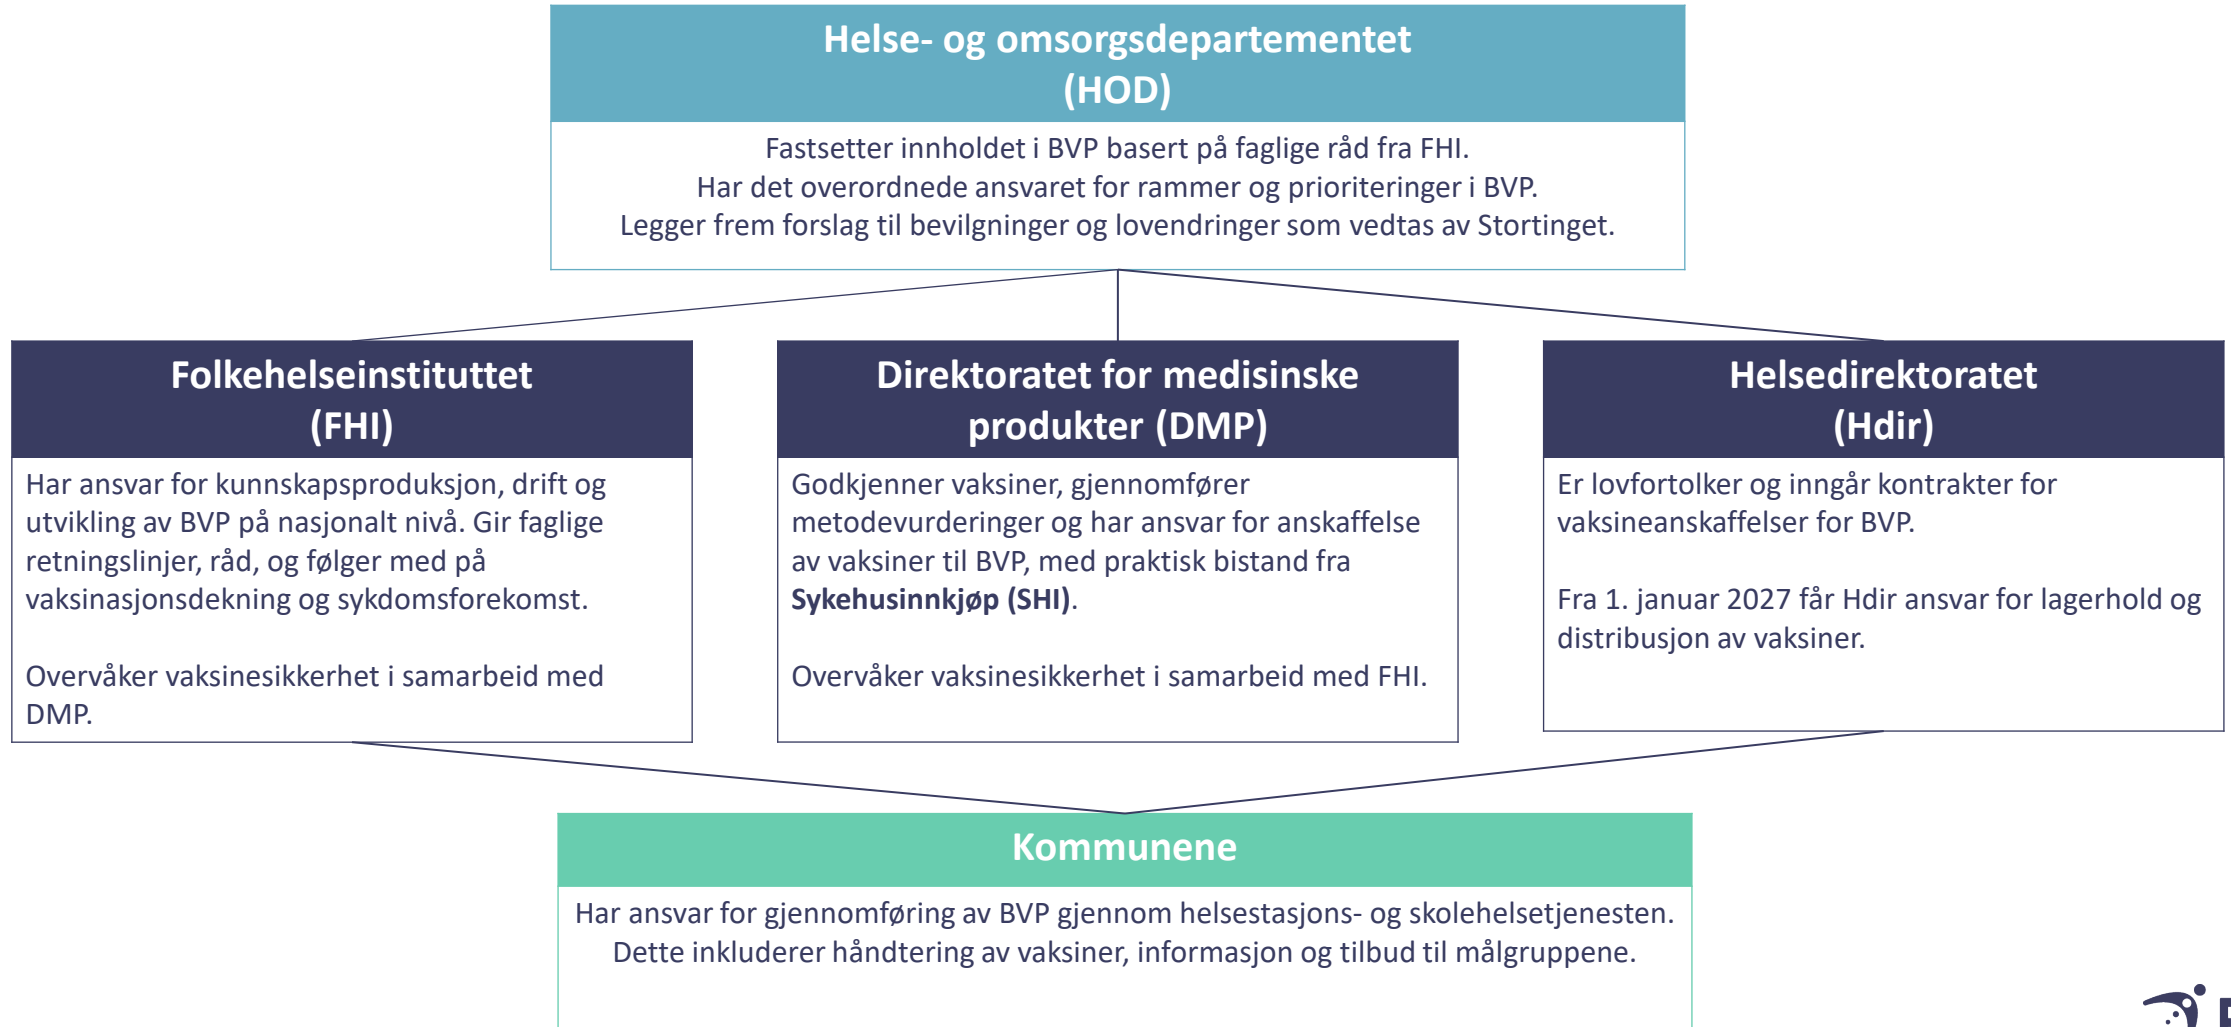 Helse- og omsorgsdepartementet
(HOD)
Fastsetter innholdet i BVP basert på faglige råd fra FHI.
Har det overordnede ansvaret for rammer og prioriteringer i BVP.
Legger frem forslag til bevilgninger og lovendringer som vedtas av Stortinget.
Folkehelseinstituttet
(FHI)
Har ansvar for kunnskapsproduksjon, drift og
utvikling av BVP på nasjonalt nivå. Gir faglige
retningslinjer, råd, og følger med på
vaksinasjonsdekning og sykdomsforekomst.
Overvåker vaksinesikkerhet i samarbeid med
DMP.
Direktoratet for medisinske
produkter (DMP)
Godkjenner vaksiner, gjennomfører
metodevurderinger og har ansvar for anskaffelse
av vaksiner til BVP, med praktisk bistand fra
Sykehusinnkjøp (SHI).
Overvåker vaksinesikkerhet i samarbeid med FHI.
Helsedirektoratet
(Hdir)
Er lovfortolker og inngår kontrakter for
vaksineanskaffelser for BVP.
Fra 1. januar 2027 får Hdir ansvar for lagerhold og
distribusjon av vaksiner.
Kommunene
Har ansvar for gjennomføring av BVP gjennom helsestasjons- og skolehelsetjenesten.
Dette inkluderer håndtering av vaksiner, informasjon og tilbud til målgruppene.